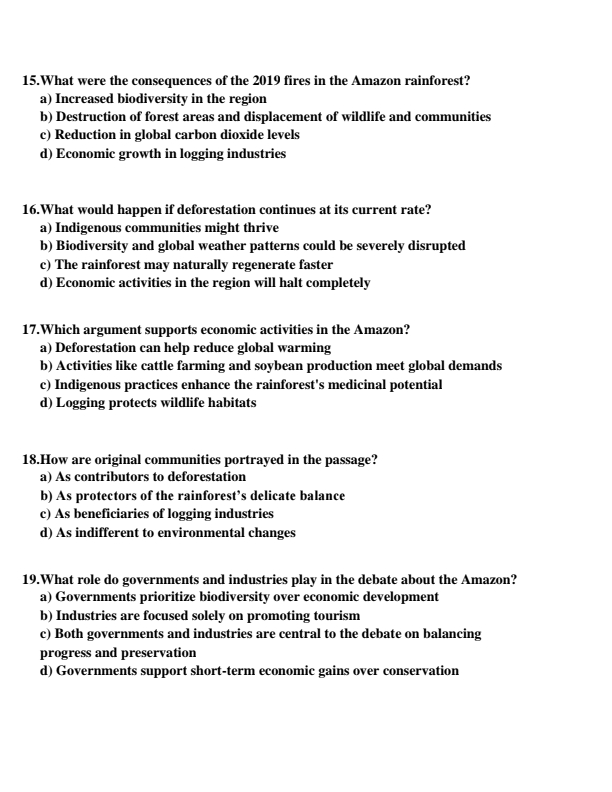 15.What were the consequences of the 2019 fires in the Amazon rainforest?
a) Increased biodiversity in the region
b) Destruction of forest areas and displacement of wildlife and communities
c) Reduction in global carbon dioxide levels
d) Economic growth in logging industries
16.What would happen if deforestation continues at its current rate?
a) Indigenous communities might thrive
b) Biodiversity and global weather patterns could be severely disrupted
c) The rainforest may naturally regenerate faster
d) Economic activities in the region will halt completely
17.Which argument supports economic activities in the Amazon?
a) Deforestation can help reduce global warming
b) Activities like cattle farming and soybean production meet global demands
c) Indigenous practices enhance the rainforest's medicinal potential
d) Logging protects wildlife habitats
18.How are original communities portrayed in the passage?
a) As contributors to deforestation
b) As protectors of the rainforest’s delicate balance
c) As beneficiaries of logging industries
d) As indifferent to environmental changes
19.What role do governments and industries play in the debate about the Amazon?
a) Governments prioritize biodiversity over economic development
b) Industries are focused solely on promoting tourism
c) Both governments and industries are central to the debate on balancing
progress and preservation
d) Governments support short-term economic gains over conservation